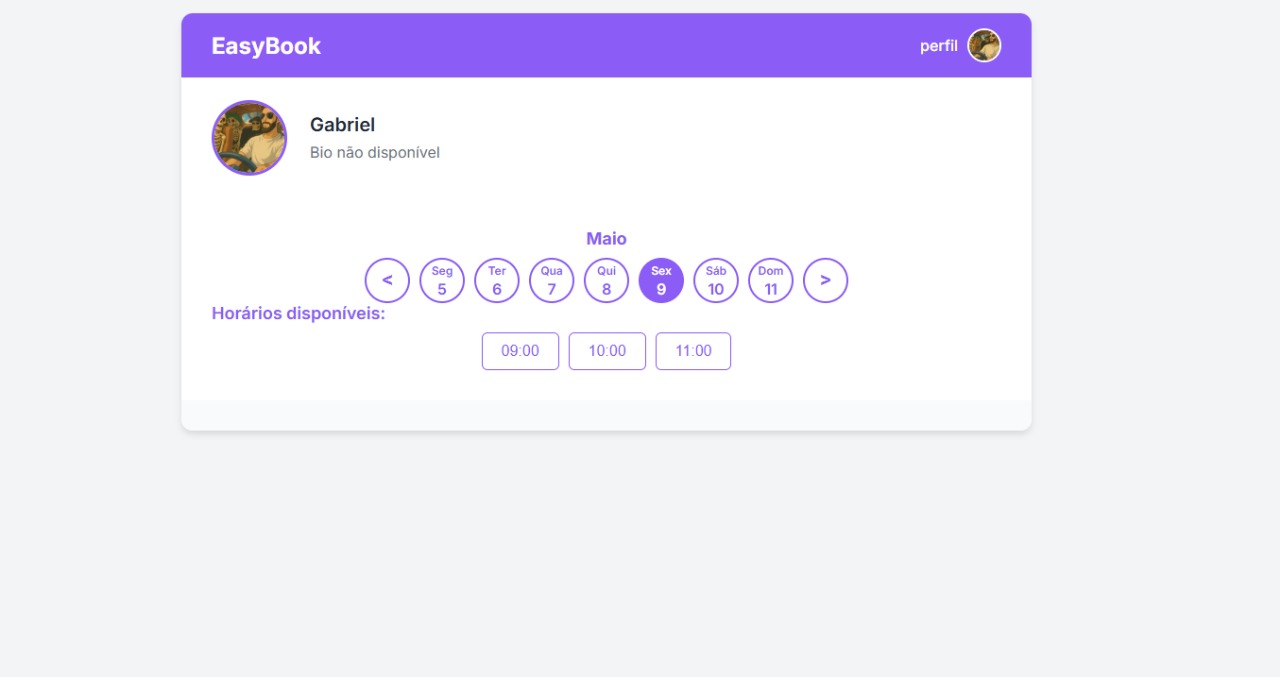 EasyBook
perfil
Gabriel
Bio não disponível
Maio
< Seg Ter Qua Qui Sex Sáb Dom >
5 6 7 8 9 10 11
Horários disponíveis:
09:00 10:00 11:00